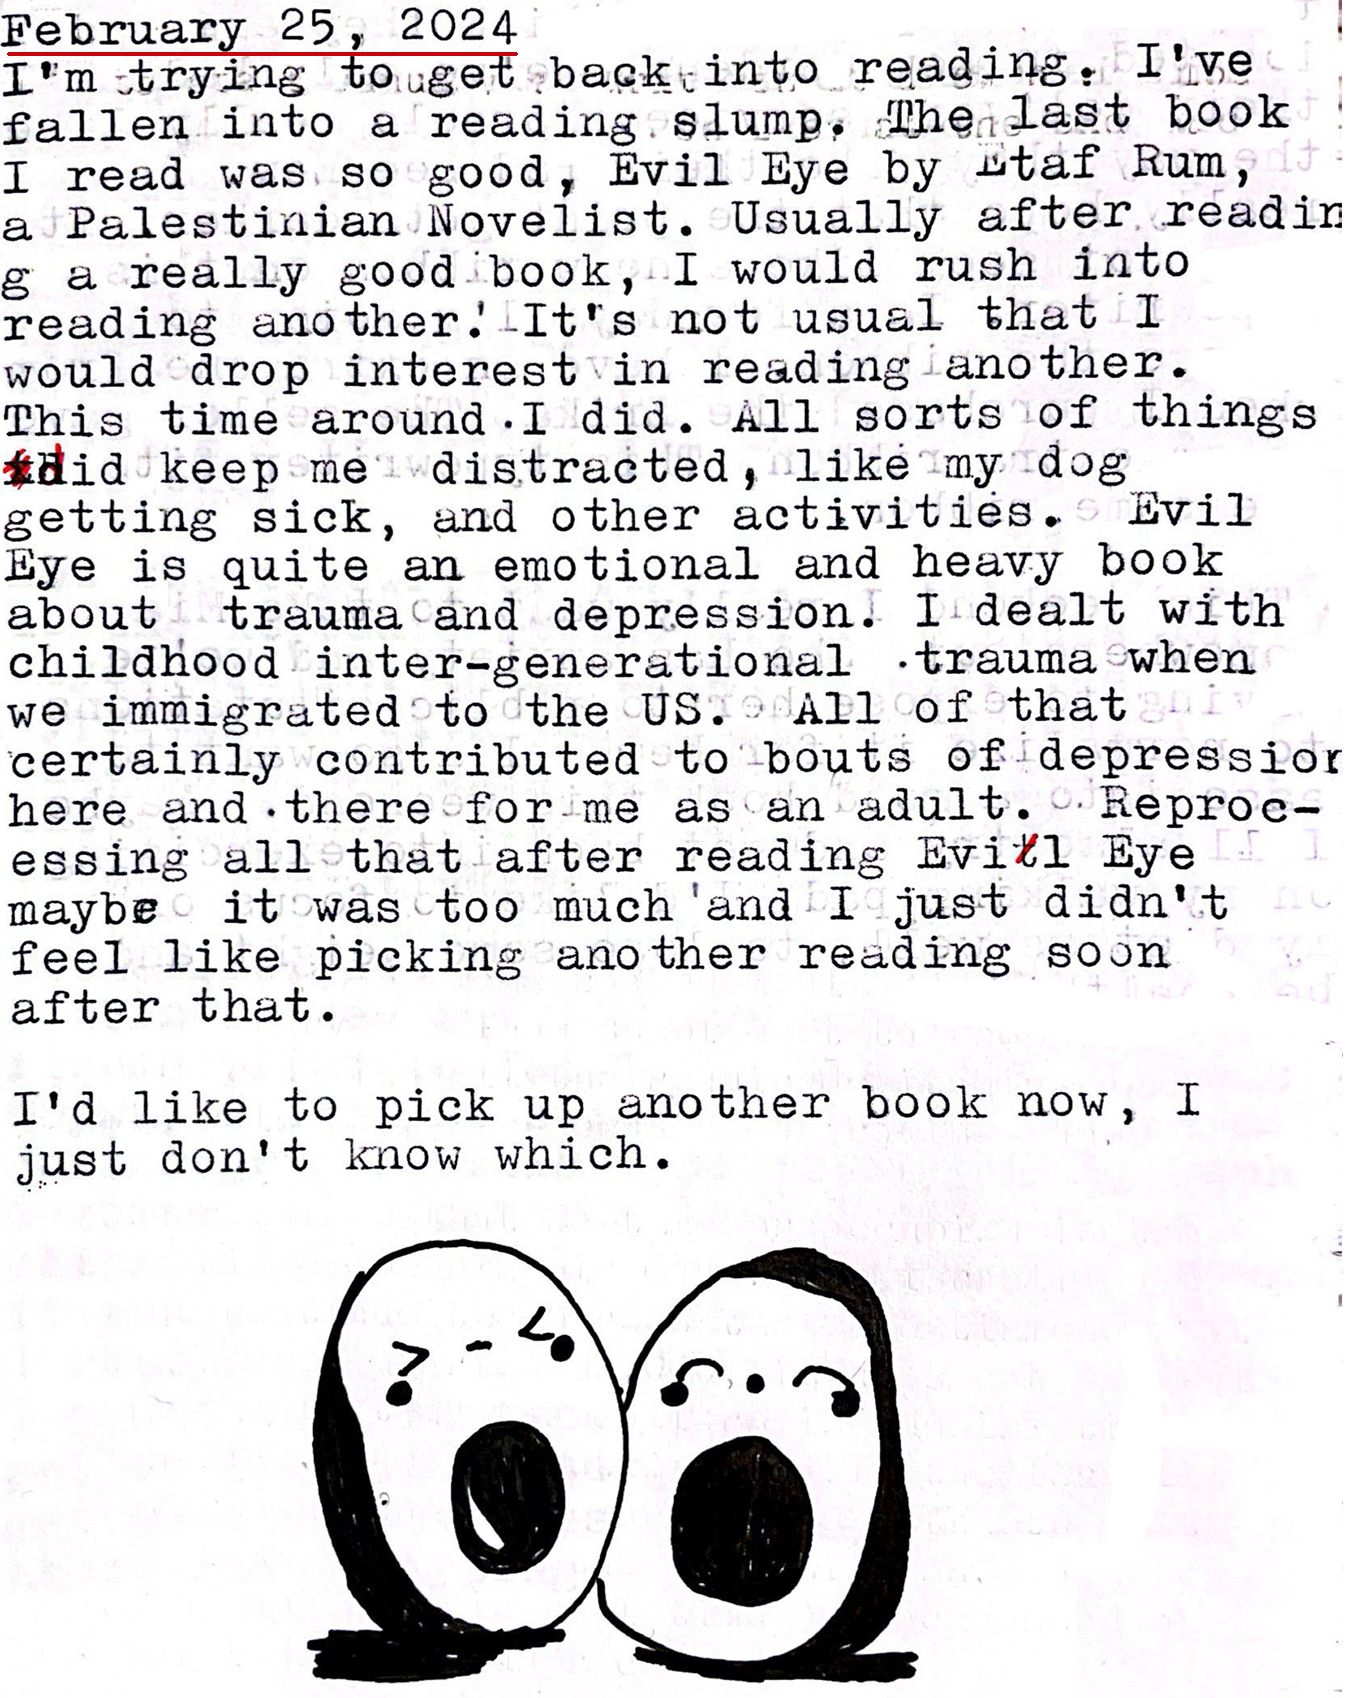 February 25, 2024
I'm trying to get back into reading. I've
fallen into a reading slump. The last book
I read was so good, Evil Eye by Etaf Rum,
a Palestinian Novelist. Usually after readin
g a really good book, I would rush into
reading another. It's not usual that I
would drop interest in reading another.
This time around I did. All sorts of things
did keep me distracted, like my dog
getting sick, and other activities. Evil
Eye is quite an emotional and heavy book
about trauma and depression. I dealt with
childhood inter-generational trauma when
we immigrated to the US. All of that
certainly contributed to bouts of depression
here and there for me as an adult. Reproc-
essing all that after reading Evil Eye
maybe it was too much and I just didn't
feel like picking another reading soon
after that.
I'd like to pick up another book now, I
just don't know which.